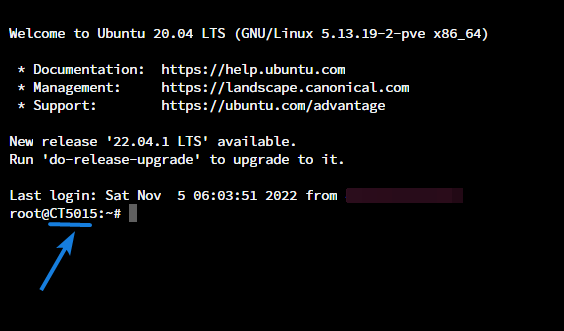 Welcome to Ubuntu 20.04 LTS (GNU/Linux 5.13.19-2-pve x86_64)
* Documentation:  https://help.ubuntu.com
* Management:     https://landscape.canonical.com
* Support:        https://ubuntu.com/advantage
New release '22.04.1 LTS' available.
Run 'do-release-upgrade' to upgrade to it.
Last login: Sat Nov  5 06:03:51 2022 from
root@CT5015:~#